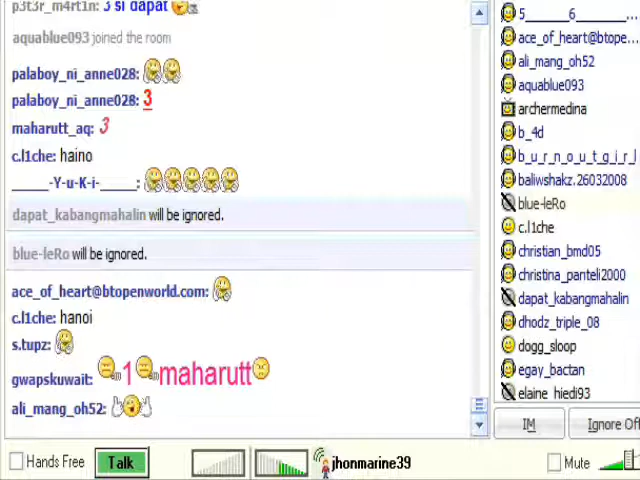 p3t3r_m4rt1n: 3 si dapat
aquablue093 joined the room
palaboy_ni_anne028:
palaboy_ni_anne028: 3
maharutt_aq: 3
c.l1che: haino
_____-Y-u-K-i-_____:
dapat_kabangmahalin will be ignored.
blue-leRo will be ignored.
ace_of_heart@btopenworld.com:
c.l1che: hanoi
s.tupz:
gwapskuwait: 1 maharutt
ali_mang_oh52:
5______6________...
ace_of_heart@btope...
ali_mang_oh52
aquablue093
archermedina
b_4d
b_u_r_n_o_u_t_g_i_r_l
baliwshakz.26032008
blue-leRo
c.l1che
christian_bmd05
christina_panteli2000
dapat_kabangmahalin
dhodz_triple_08
dogg_sloop
egay_bactan
elaine_hiedi93
IM
Ignore Of
Hands Free
Talk
jhonmarine39
Mute